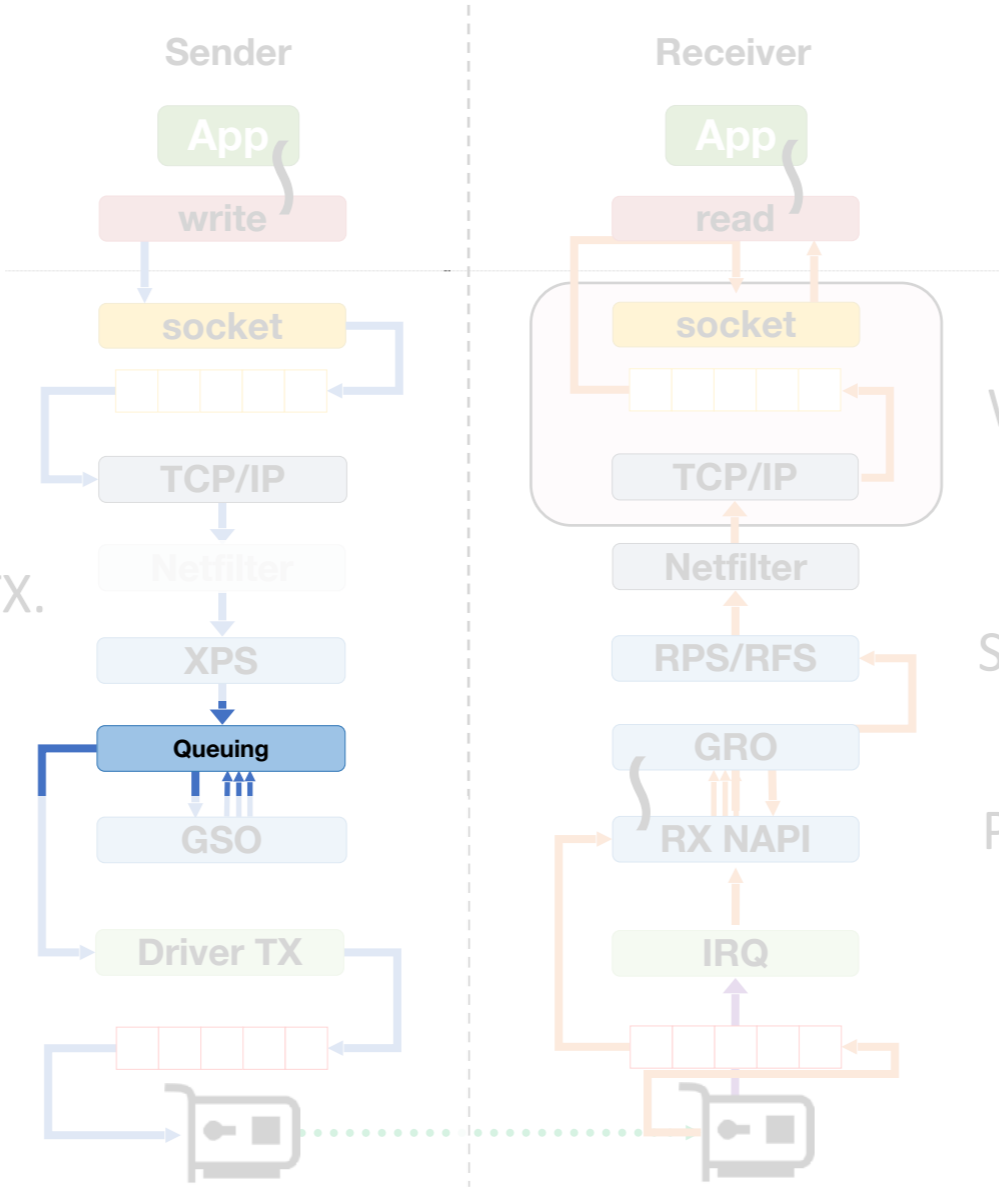 Sender
Receiver
App
App
write
read
socket
socket
TCP/IP
TCP/IP
Netfilter
Netfilter
X.
XPS
RPS/RFS
S
Queuing
GRO
GSO
RX NAPI
Driver TX
IRQ